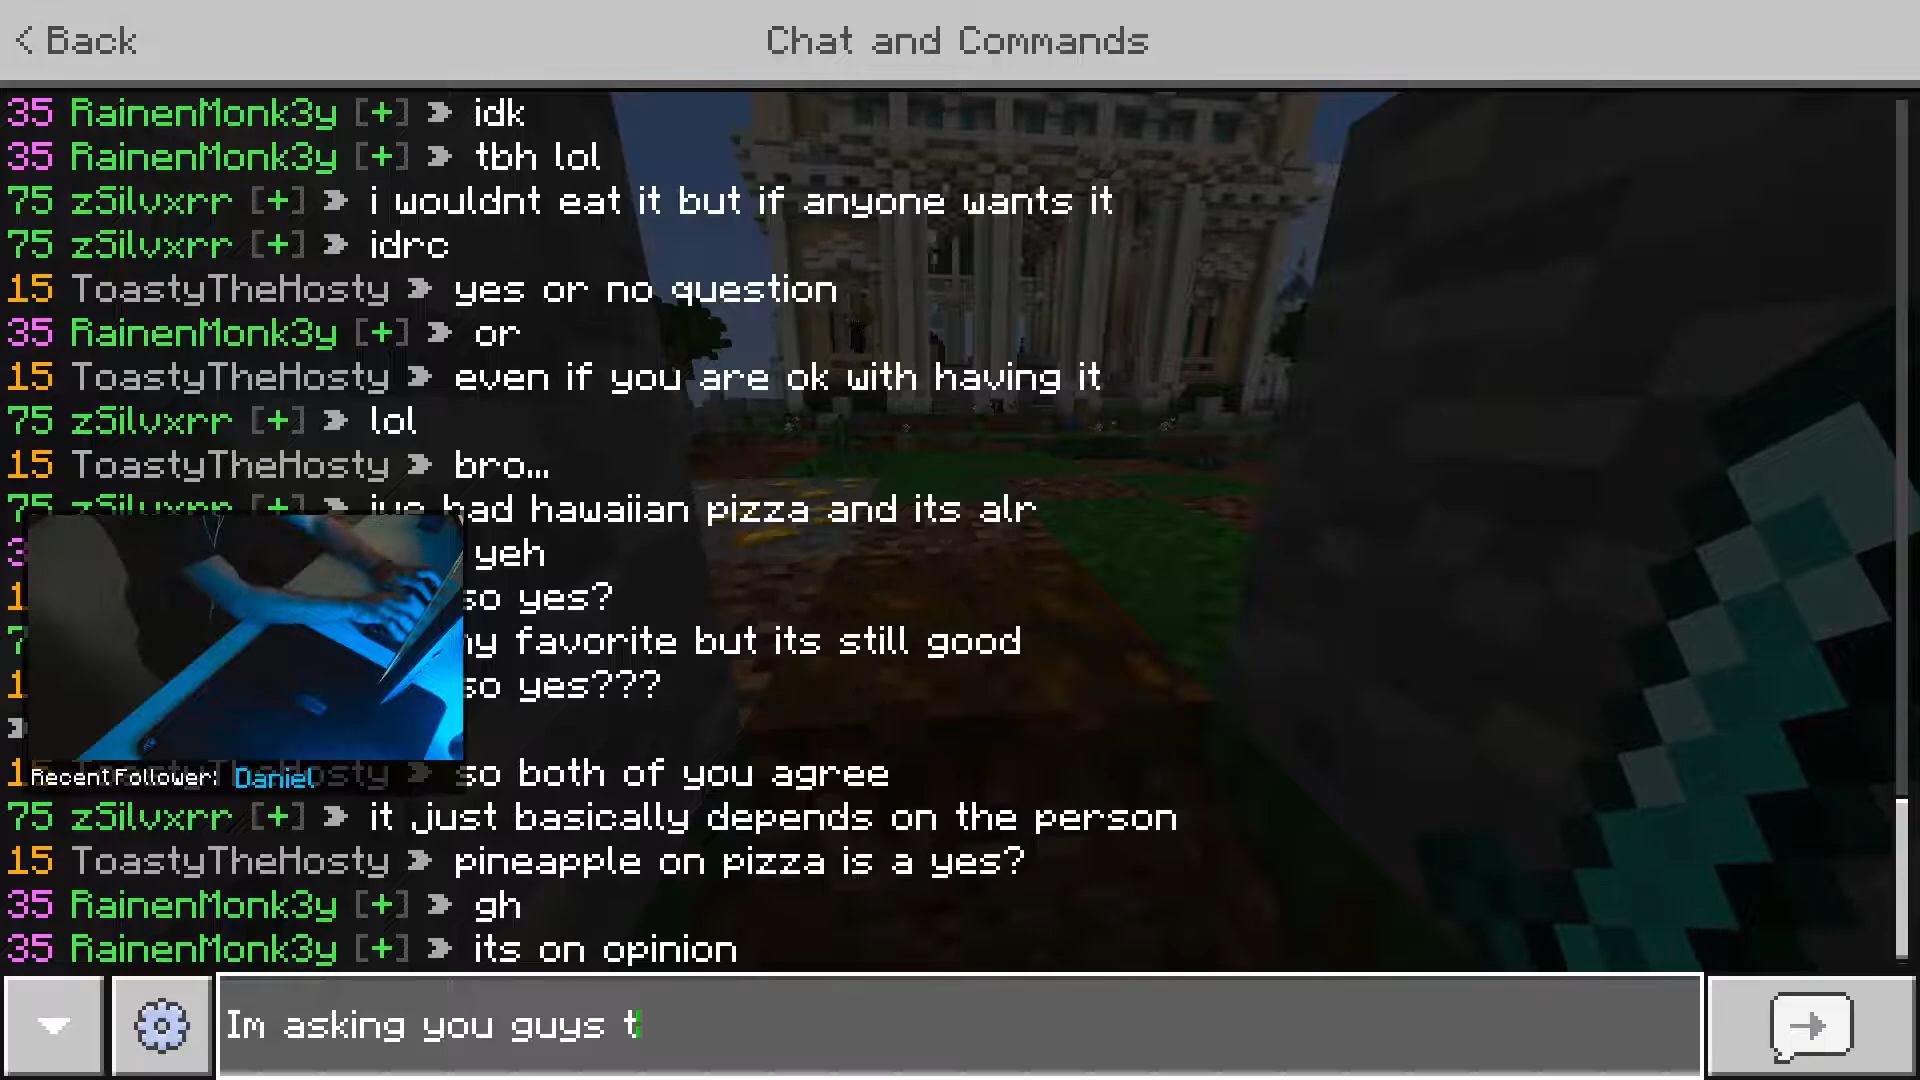 < Back
Chat and Commands
35 RainenMonk3y [+] idk
35 RainenMonk3y [+] tbh lol
75 zSilvxrr [+] i wouldnt eat it but if anyone wants it
75 zSilvxrr [+] idrc
15 ToastyTheHosty yes or no question
35 RainenMonk3y [+] or
15 ToastyTheHosty even if you are ok with having it
75 zSilvxrr [+] lol
15 ToastyTheHosty bro...
75 zSilvxrr [+] ive had hawaiian pizza and its alr
yeh
so yes?
favorite but its still good
so yes???
Recent Follower: Daniel
so both of you agree
75 zSilvxrr [+] it just basically depends on the person
15 ToastyTheHosty pineapple on pizza is a yes?
35 RainenMonk3y [+] gh
35 RainenMonk3y [+] its on opinion
Im asking you guys t